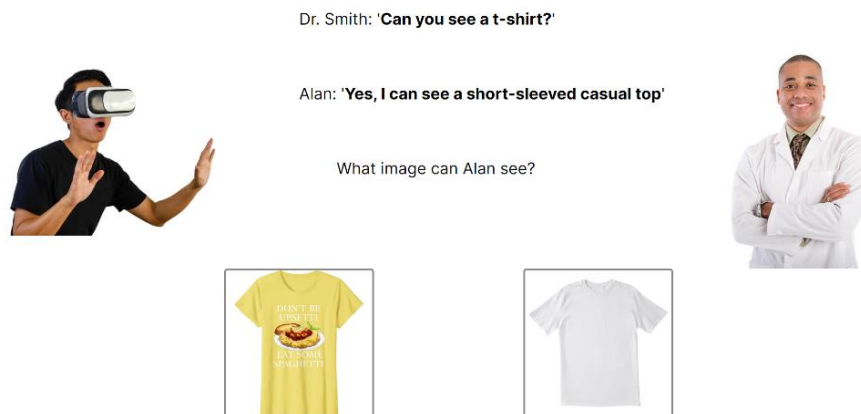 Dr. Smith: 'Can you see a t-shirt?'
Alan: 'Yes, I can see a short-sleeved casual top'
What image can Alan see?
DON'T BE
UPSETTI
EAT SOME
SPAGHETTI